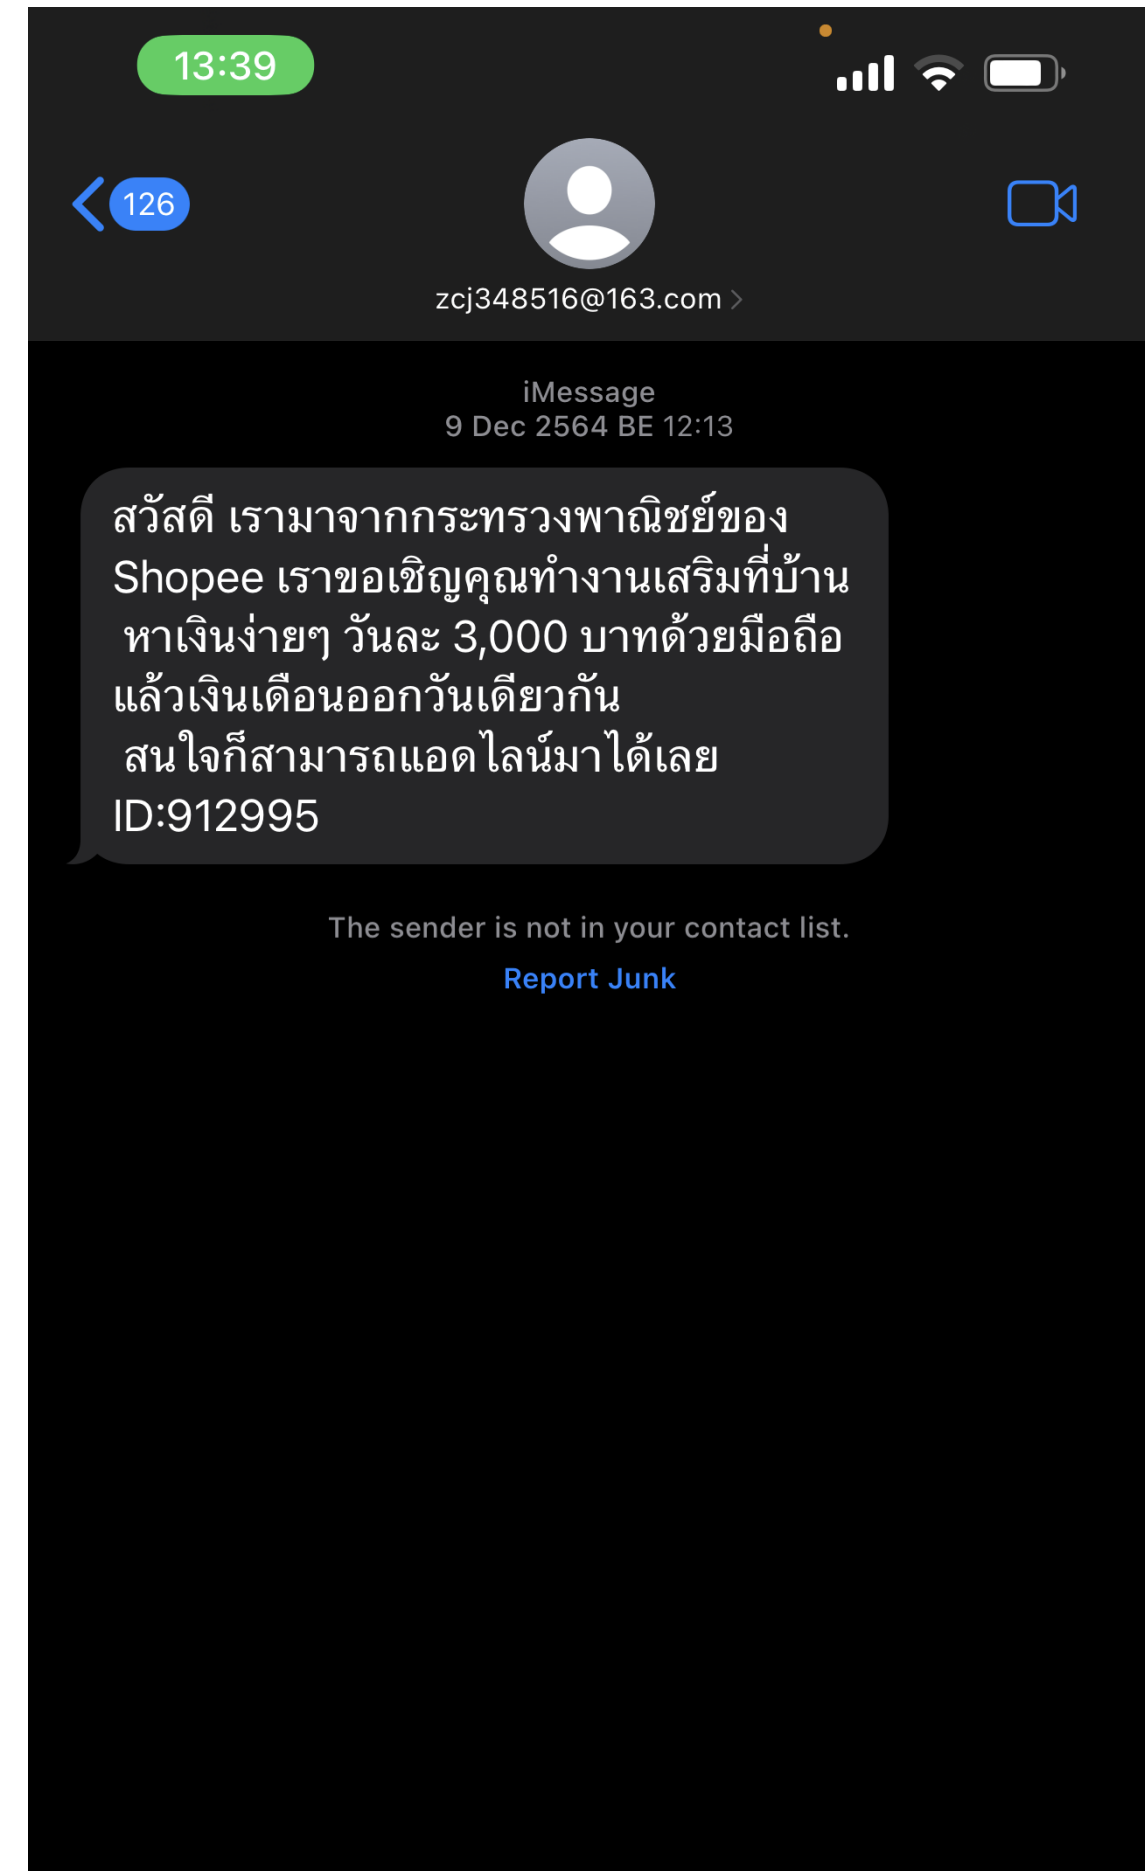 13:39
126
zcj348516@163.com
iMessage
9 Dec 2564 BE 12:13
สวัสดี เรามาจากกระทรวงพาณิชย์ของ
Shopee เราขอเชิญคุณทำงานเสริมที่บ้าน
หาเงินง่ายๆ วันละ 3,000 บาทด้วยมือถือ
แล้วเงินเดือนออกวันเดียวกัน
สนใจก็สามารถแอดไลน์มาได้เลย
ID:912995
The sender is not in your contact list.
Report Junk